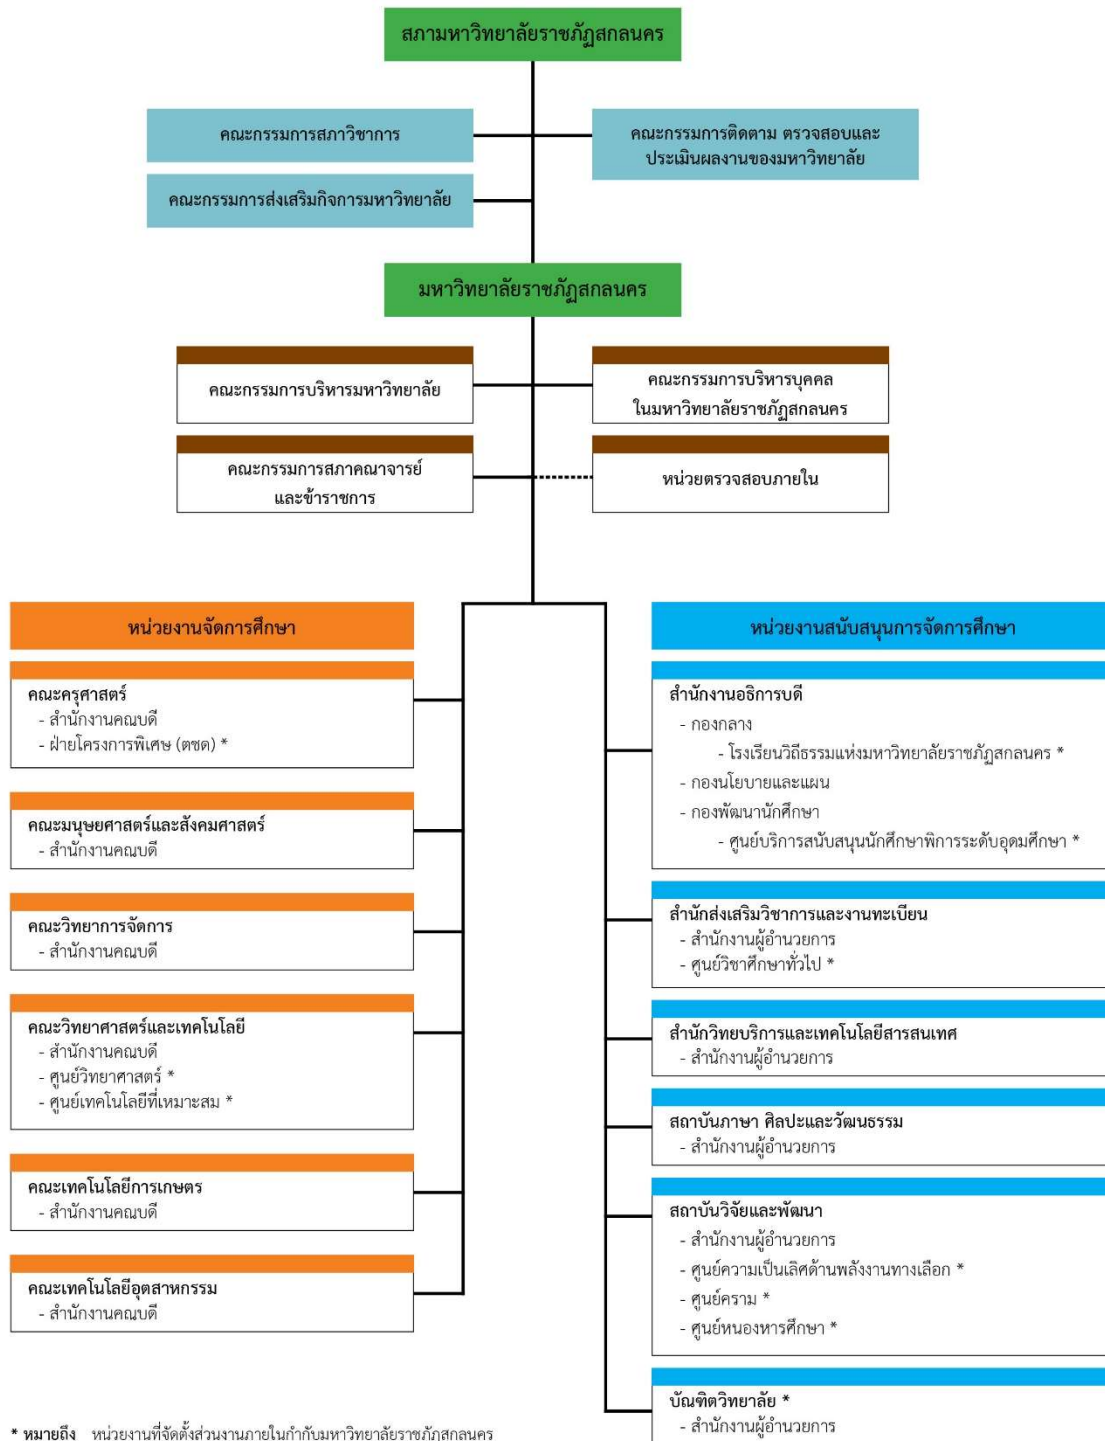 สภามหาวิทยาลัยราชภัฏสกลนคร
คณะกรรมการสภาวิชาการ
คณะกรรมการติดตาม ตรวจสอบและ
ประเมินผลงานของมหาวิทยาลัย
คณะกรรมการส่งเสริมกิจการมหาวิทยาลัย
มหาวิทยาลัยราชภัฏสกลนคร
คณะกรรมการบริหารมหาวิทยาลัย
คณะกรรมการบริหารบุคคล
ในมหาวิทยาลัยราชภัฏสกลนคร
คณะกรรมการสภาคณาจารย์
และข้าราชการ
หน่วยตรวจสอบภายใน
หน่วยงานจัดการศึกษา
คณะครุศาสตร์
- สำนักงานคณบดี
- ฝ่ายโครงการพิเศษ (ตชด) *
คณะมนุษยศาสตร์และสังคมศาสตร์
- สำนักงานคณบดี
คณะวิทยาการจัดการ
- สำนักงานคณบดี
คณะวิทยาศาสตร์และเทคโนโลยี
- สำนักงานคณบดี
- ศูนย์วิทยาศาสตร์ *
- ศูนย์เทคโนโลยีที่เหมาะสม *
คณะเทคโนโลยีการเกษตร
- สำนักงานคณบดี
คณะเทคโนโลยีอุตสาหกรรม
- สำนักงานคณบดี
หน่วยงานสนับสนุนการจัดการศึกษา
สำนักงานอธิการบดี
- กองกลาง
- โรงเรียนวิถีธรรมแห่งมหาวิทยาลัยราชภัฏสกลนคร *
- กองนโยบายและแผน
- กองพัฒนานักศึกษา
- ศูนย์บริการสนับสนุนนักศึกษาพิการระดับอุดมศึกษา *
สำนักส่งเสริมวิชาการและงานทะเบียน
- สำนักงานผู้อำนวยการ
- ศูนย์วิชาศึกษาทั่วไป *
สำนักวิทยบริการและเทคโนโลยีสารสนเทศ
- สำนักงานผู้อำนวยการ
สถาบันภาษา ศิลปะและวัฒนธรรม
- สำนักงานผู้อำนวยการ
สถาบันวิจัยและพัฒนา
- สำนักงานผู้อำนวยการ
- ศูนย์ความเป็นเลิศด้านพลังงานทางเลือก *
- ศูนย์คราม *
- ศูนย์หนองหารศึกษา *
บัณฑิตวิทยาลัย *
- สำนักงานผู้อำนวยการ
* หมายถึง หน่วยงานที่จัดตั้งส่วนงานภายในกำกับมหาวิทยาลัยราชภัฏสกลนคร